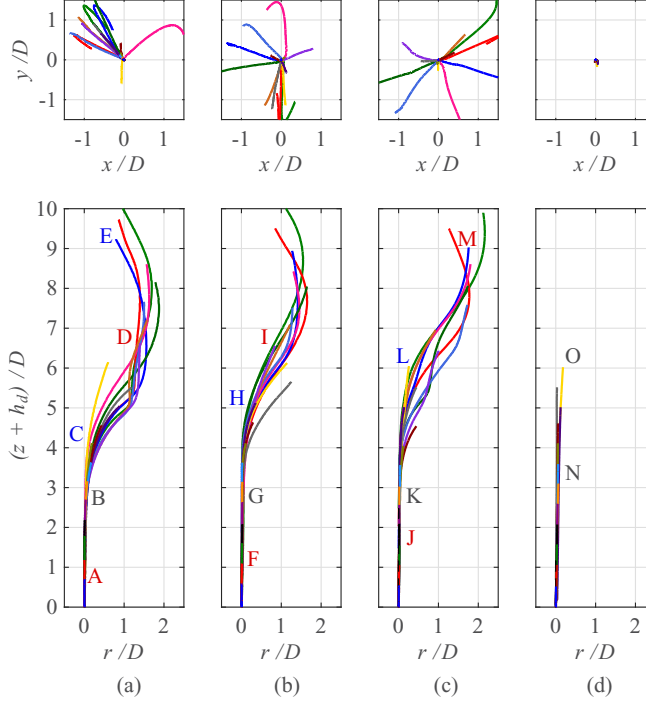 y / D
1
0
-1
-1 0 1 -1 0 1 -1 0 1 -1 0 1
x / D x / D x / D x / D
(z + h_d) / D
10
9
8
7
6
5
4
3
2
1
0
E
D
C
B
A
I
H
G
F
M
L
K
J
O
N
0 1 2 0 1 2 0 1 2 0 1 2
r / D r / D r / D r / D
(a) (b) (c) (d)